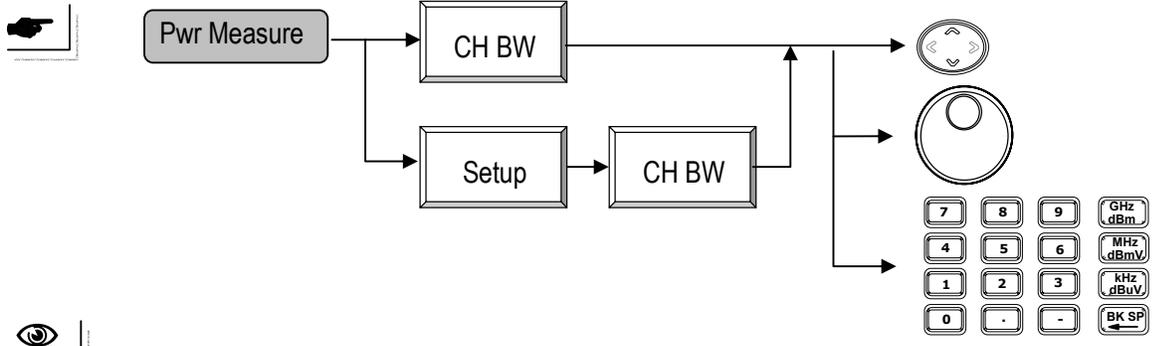 Pwr Measure
CH BW
Setup
CH BW
7 8 9 GHz
dBm
4 5 6 MHz
dBmV
1 2 3 kHz
dBuV
0 . - BK SP